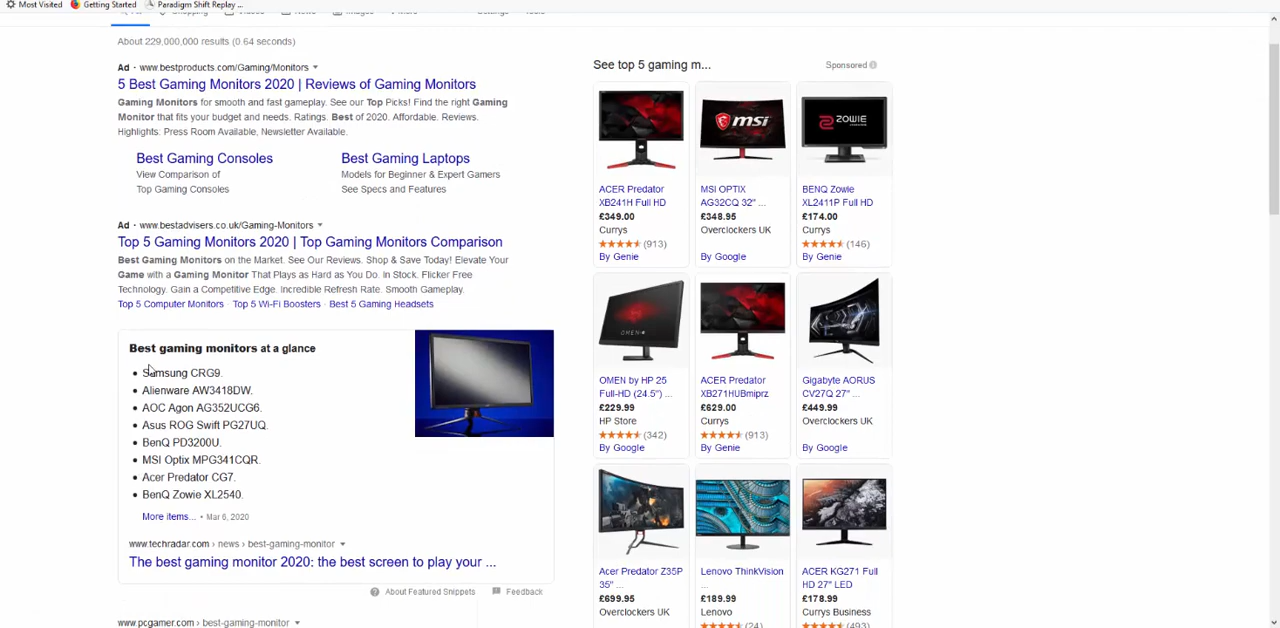 Most Visited Getting Started Paradigm Shift Replay ...
About 229,000,000 results (0.64 seconds)
Ad · www.bestproducts.com/Gaming/Monitors
5 Best Gaming Monitors 2020 | Reviews of Gaming Monitors
Gaming Monitors for smooth and fast gameplay. See our Top Picks! Find the right Gaming
Monitor that fits your budget and needs. Ratings. Best of 2020. Affordable. Reviews.
Highlights: Press Room Available, Newsletter Available.
Best Gaming Consoles
View Comparison of
Top Gaming Consoles
Best Gaming Laptops
Models for Beginner & Expert Gamers
See Specs and Features
Ad · www.bestadvisers.co.uk/Gaming-Monitors
Top 5 Gaming Monitors 2020 | Top Gaming Monitors Comparison
Best Gaming Monitors on the Market. See Our Reviews. Shop & Save Today! Elevate Your
Game with a Gaming Monitor That Plays as Hard as You Do. in Stock. Flicker Free
Technology. Gain a Competitive Edge. Incredible Refresh Rate. Smooth Gameplay.
Top 5 Computer Monitors · Top 5 Wi-Fi Boosters · Best 5 Gaming Headsets
Best gaming monitors at a glance
Samsung CRG9.
Alienware AW3418DW.
AOC Agon AG352UCG6.
Asus ROG Swift PG27UQ.
BenQ PD3200U.
MSI Optix MPG341CQR.
Acer Predator CG7.
BenQ Zowie XL2540.
More items... • Mar 6, 2020
www.techradar.com › news › best-gaming-monitor
The best gaming monitor 2020: the best screen to play your ...
About Featured Snippets Feedback
www.pcgamer.com › best-gaming-monitor
See top 5 gaming m... Sponsored
msi
ZOWIE
ACER Predator
XB241H Full HD
£349.00
Currys
(913)
By Genie
MSI OPTIX
AG32CQ 32" ...
£348.95
Overclockers UK
By Google
BENQ Zowie
XL2411P Full HD
£174.00
Currys
(146)
By Genie
OMEN
OMEN by HP 25
Full-HD (24.5") ...
£229.99
HP Store
(342)
By Google
ACER Predator
XB271HUBmiprz
£629.00
Currys
(913)
By Genie
Gigabyte AORUS
CV27Q 27" ...
£449.99
Overclockers UK
By Google
Acer Predator Z35P
35" ...
£699.95
Overclockers UK
Lenovo ThinkVision
...
£189.99
Lenovo
(24)
ACER KG271 Full
HD 27" LED
£178.99
Currys Business
(493)